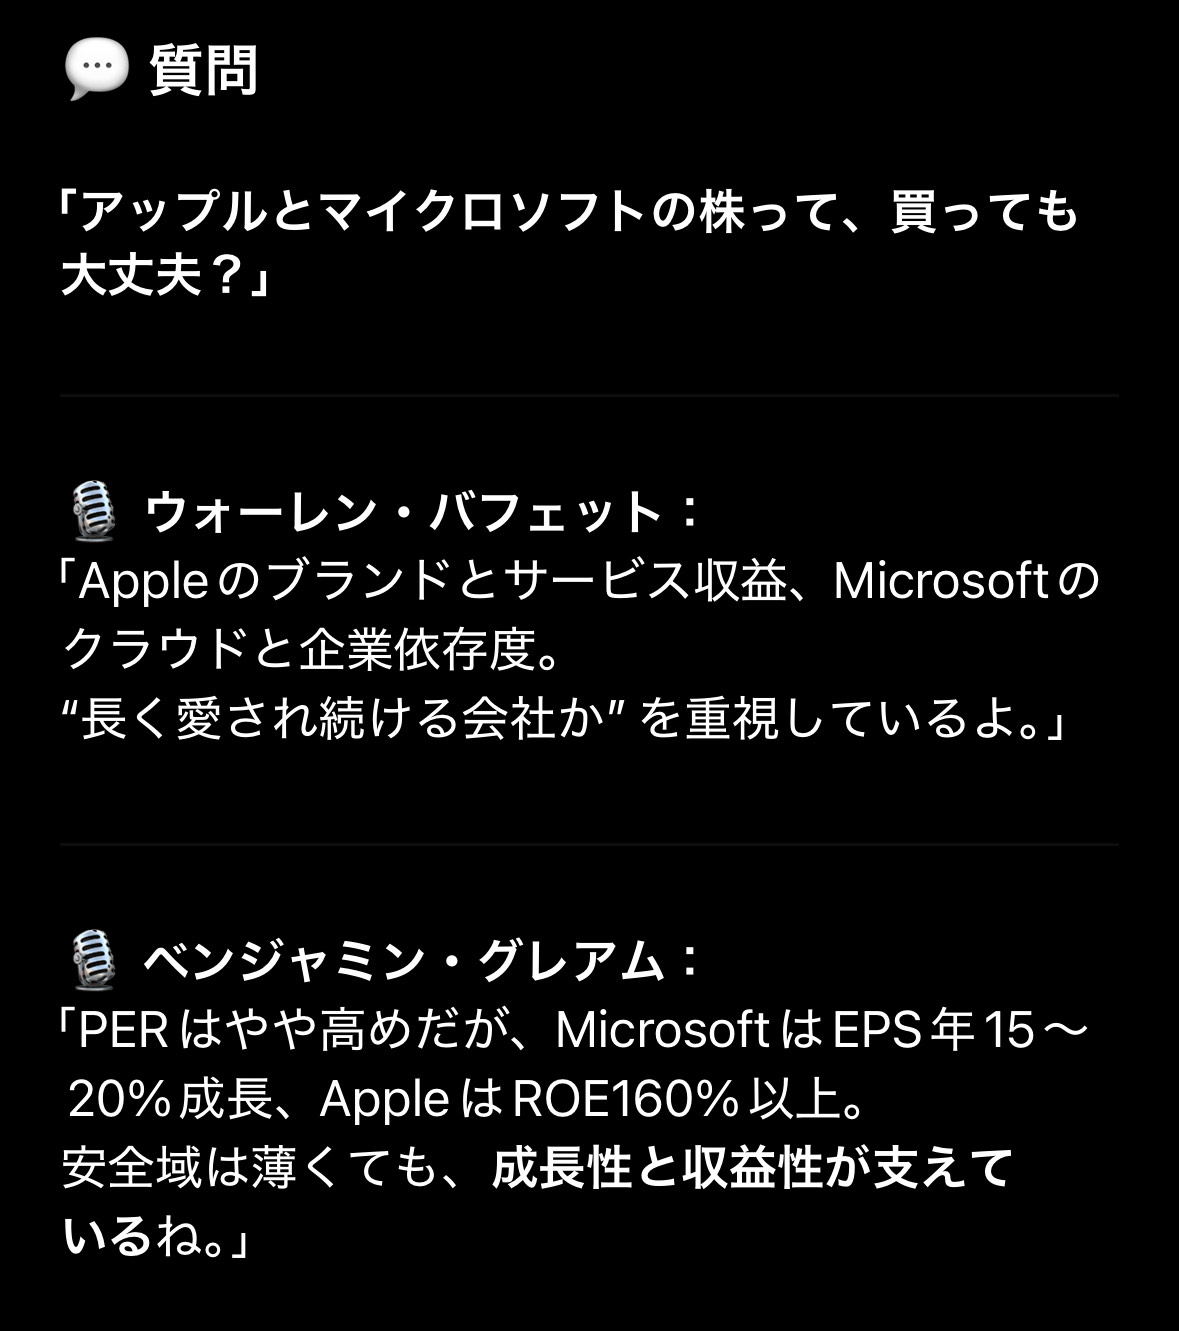 💬 質問
「アップルとマイクロソフトの株って、買っても
大丈夫？」
🎙️ ウォーレン・バフェット：
「Appleのブランドとサービス収益、Microsoftの
クラウドと企業依存度。
“長く愛され続ける会社か” を重視しているよ。」
🎙️ ベンジャミン・グレアム：
「PERはやや高めだが、MicrosoftはEPS年15〜
20%成長、AppleはROE160%以上。
安全域は薄くても、成長性と収益性が支えて
いるね。」